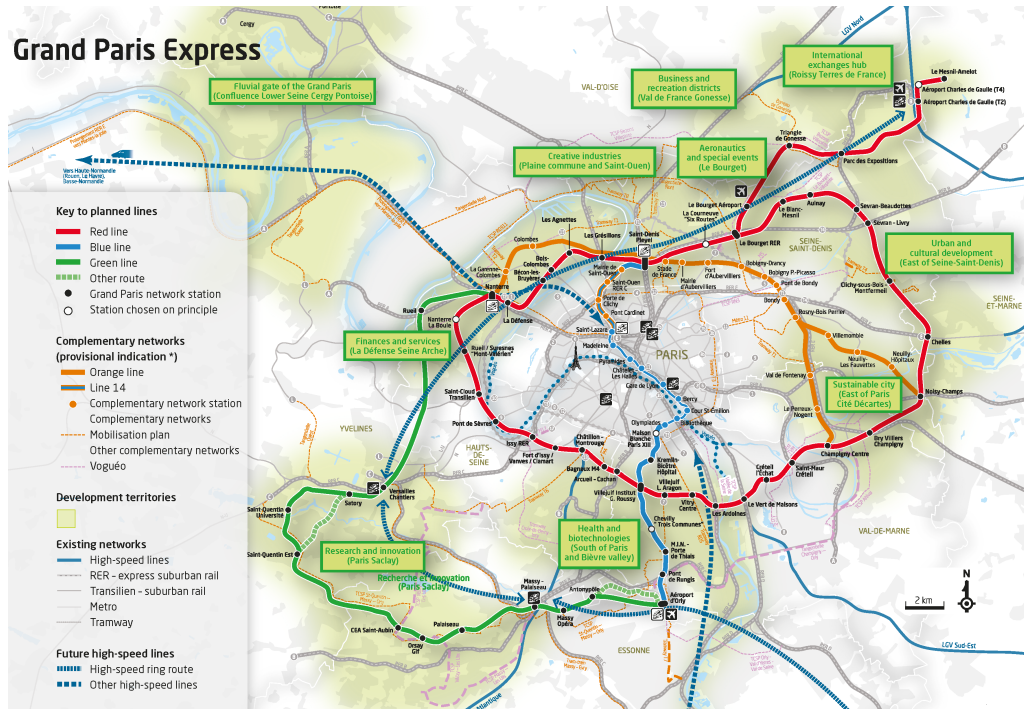 Grand Paris Express
Cergy
Fluvial gate of the Grand Paris
(Confluence Lower Seine Cergy Pontoise)
VAL-D'OISE
Business and
recreation districts
(Val de France Gonesse)
LGV Nord
International
exchanges hub
(Roissy Terres de France)
Le Mesnil-Amelot
Aéroport Charles de Gaulle (T4)
Aéroport Charles de Gaulle (T2)
Triangle
de Gonesse
Parc des Expositions
Creative industries
(Plaine commune and Saint-Ouen)
Aeronautics
and special events
(Le Bourget)
Vers Haute-Normandie
(Rouen, Le Havre),
Basse-Normandie
Key to planned lines
Red line
Blue line
Green line
Other route
Grand Paris network station
Station chosen on principle
Complementary networks
(provisional indication *)
Orange line
Line 14
Complementary network station
Complementary networks
Mobilisation plan
Other complementary networks
Voguéo
Development territories
Existing networks
High-speed lines
RER – express suburban rail
Transilien – suburban rail
Metro
Tramway
Future high-speed lines
High-speed ring route
Other high-speed lines
Le Bourget Aéroport
La Courneuve
"Six Routes"
Le Bourget RER
Le Blanc-
Mesnil
Aulnay
Sevran-Beaudottes
Sevran - Livry
SEINE-
SAINT-DENIS
Urban and
cultural development
(East of Seine-Saint-Denis)
Clichy-sous-Bois-
Montfermeil
SEINE-
ET-MARNE
Les Agnettes
Les Grésillons
Saint-Denis
Pleyel
Colombes
Bois-
Colombes
La Garenne-
Colombes
Bécon-les-
Bruyères
Mairie de
Saint-Ouen
Saint-Ouen
RER C
Stade
de France
Mairie
d'Aubervilliers
Fort
d'Aubervilliers
Bobigny-Drancy
Bobigny P.-Picasso
Pont de Bondy
Bondy
Rosny-Bois Perrier
Villemomble
Neuilly-
Les Fauvettes
Neuilly-
Hôpitaux
Chelles
Noisy-Champs
Val de Fontenay
Sustainable city
(East of Paris
Cité Décartes)
Le Perreux-
Nogent
Bry Villiers
Champigny
Champigny Centre
Nanterre
La Défense
Rueil
Nanterre
La Boule
Porte de
Clichy
Pont Cardinet
Saint-Lazare
Madeleine
Pyramides
Châtelet
Les Halles
PARIS
Gare de Lyon
Bercy
Cour St-Emilion
Bibliothèque
Olympiades
Maison
Blanche
Paris XIII
Finances and services
(La Défense Seine Arche)
Rueil / Suresnes
"Mont-Valérien"
Saint-Cloud
Transilien
Pont de Sèvres
Issy RER
Fort d'Issy /
Vanves / Clamart
Châtillon-
Montrouge
Bagneux M4
Arcueil - Cachan
Villejuif Institut
G. Roussy
Kremlin-
Bicêtre
Hôpital
Villejuif
L. Aragon
Vitry
Centre
Les Ardoines
Le Vert de Maisons
Créteil
l'Échat
Saint-Maur
Créteil
VAL-DE-MARNE
YVELINES
HAUTS-
DE-SEINE
Versailles
Chantiers
Satory
Saint-Quentin
Université
Saint-Quentin Est
Research and innovation
(Paris Saclay)
Recherche et innovation
(Paris Saclay)
Health and
biotechnologies
(South of Paris
and Bièvre valley)
Chevilly
"Trois Communes"
M.I.N. -
Porte
de Thiais
Pont
de Rungis
Aéroport
d'Orly
Antonypôle
Massy -
Palaiseau
Massy
Opéra
Palaiseau
Orsay
Gif
CEA Saint-Aubin
ESSONNE
N
2 km
LGV Sud-Est
Atlantique